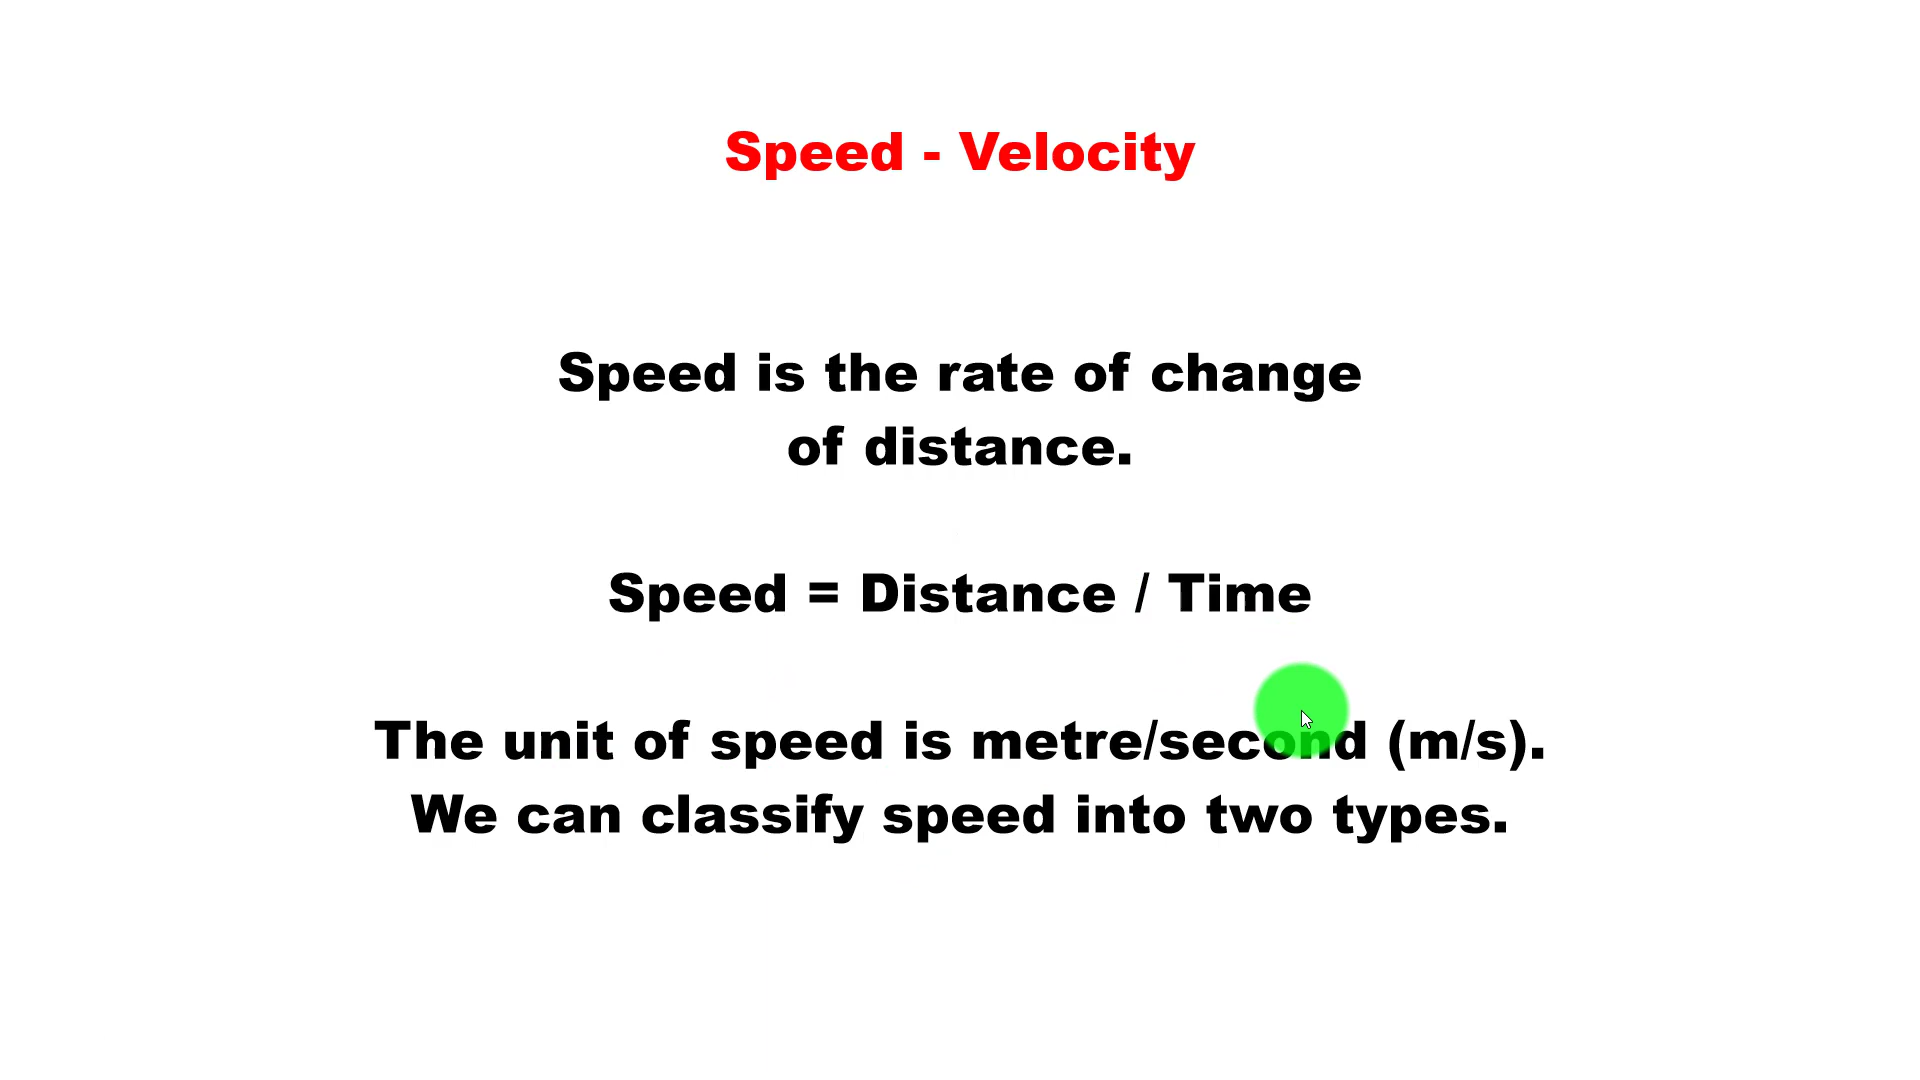 Speed - Velocity
Speed is the rate of change
of distance.
Speed = Distance / Time
The unit of speed is metre/second (m/s).
We can classify speed into two types.